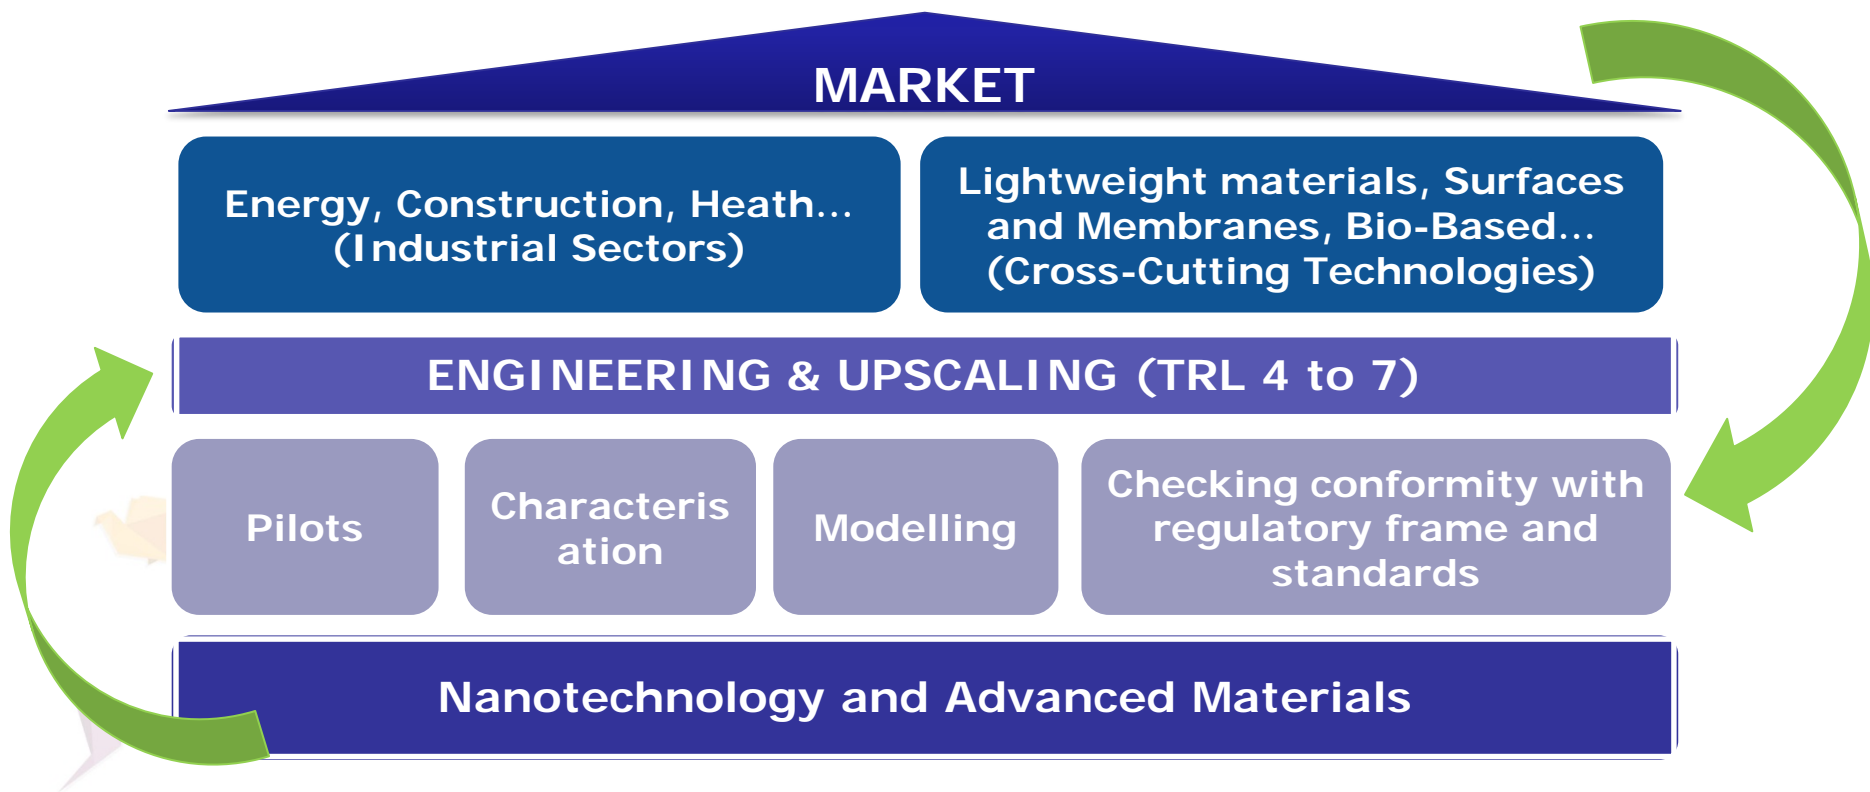 MARKET
Energy, Construction, Heath...
(Industrial Sectors)
Lightweight materials, Surfaces
and Membranes, Bio-Based...
(Cross-Cutting Technologies)
ENGINEERING & UPSCALING (TRL 4 to 7)
Pilots
Characteris
ation
Modelling
Checking conformity with
regulatory frame and
standards
Nanotechnology and Advanced Materials